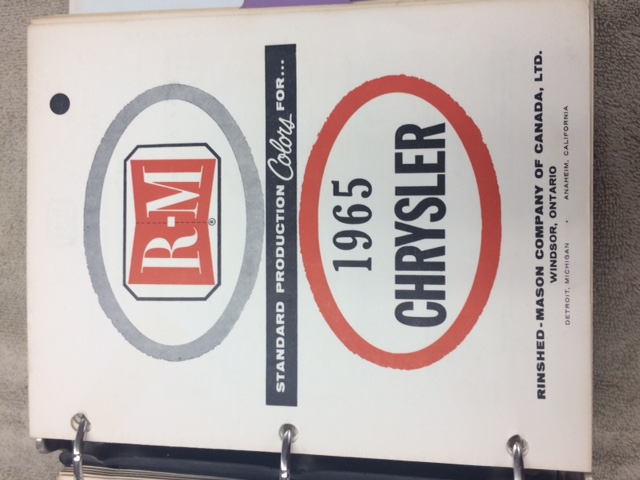 R-M
®
STANDARD PRODUCTION Colors FOR...
1965
CHRYSLER
RINSHED-MASON COMPANY OF CANADA, LTD.
WINDSOR, ONTARIO
DETROIT, MICHIGAN • ANAHEIM, CALIFORNIA